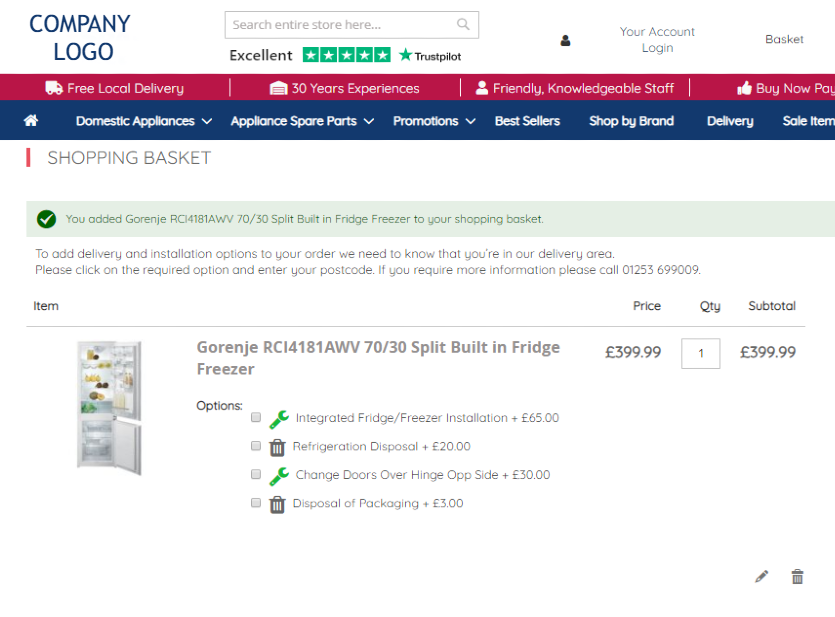 COMPANY
LOGO
Search entire store here...
Excellent
Trustpilot
Your Account
Login
Basket
Free Local Delivery
30 Years Experiences
Friendly, Knowledgeable Staff
Buy Now Pay
Domestic Appliances
Appliance Spare Parts
Promotions
Best Sellers
Shop by Brand
Delivery
Sale Item
SHOPPING BASKET
You added Gorenje RCI4181AWV 70/30 Split Built in Fridge Freezer to your shopping basket.
To add delivery and installation options to your order we need to know that you're in our delivery area.
Please click on the required option and enter your postcode. If you require more information please call 01253 699009.
Item Price Qty Subtotal
Gorenje RCI4181AWV 70/30 Split Built in Fridge
Freezer
£399.99 1 £399.99
Options:
Integrated Fridge/Freezer Installation + £65.00
Refrigeration Disposal + £20.00
Change Doors Over Hinge Opp Side + £30.00
Disposal of Packaging + £3.00